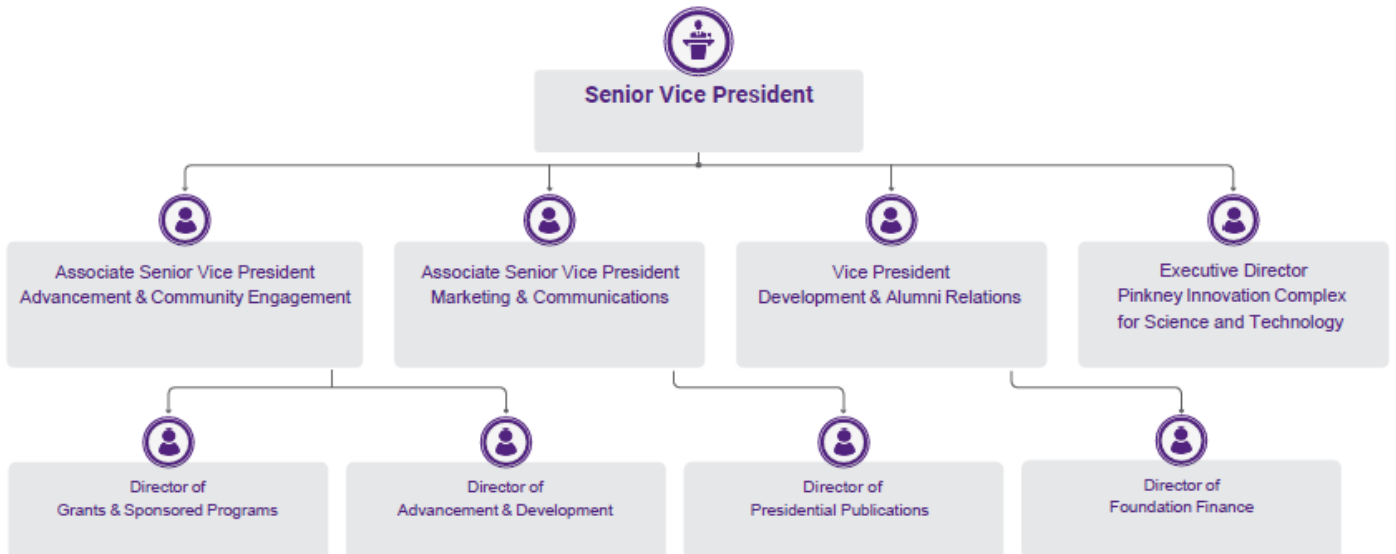 Senior Vice President
Associate Senior Vice President
Advancement & Community Engagement
Associate Senior Vice President
Marketing & Communications
Vice President
Development & Alumni Relations
Executive Director
Pinkney Innovation Complex
for Science and Technology
Director of
Grants & Sponsored Programs
Director of
Advancement & Development
Director of
Presidential Publications
Director of
Foundation Finance